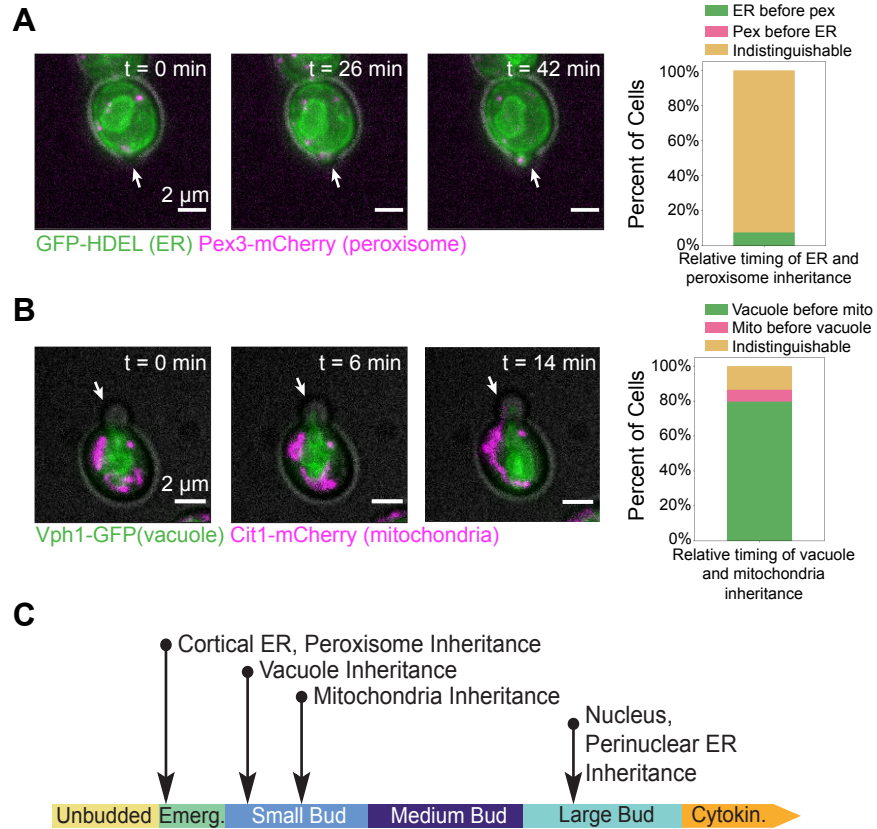 A
t = 0 min
t = 26 min
t = 42 min
2 µm
GFP-HDEL (ER) Pex3-mCherry (peroxisome)
ER before pex
Pex before ER
Indistinguishable
100%
80%
60%
40%
20%
0%
Percent of Cells
Relative timing of ER and
peroxisome inheritance
B
t = 0 min
t = 6 min
t = 14 min
2 µm
Vph1-GFP(vacuole) Cit1-mCherry (mitochondria)
Vacuole before mito
Mito before vacuole
Indistinguishable
100%
80%
60%
40%
20%
0%
Percent of Cells
Relative timing of vacuole
and mitochondria
inheritance
C
Cortical ER, Peroxisome Inheritance
Vacuole Inheritance
Mitochondria Inheritance
Nucleus,
Perinuclear ER
Inheritance
Unbudded Emerg. Small Bud Medium Bud Large Bud Cytokin.